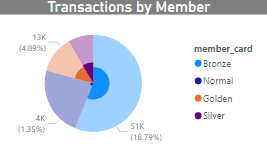 Transactions by Member
13K
(4.89%)
member_card
Bronze
Normal
Golden
Silver
4K
(1.35%)
51K
(18.79%)